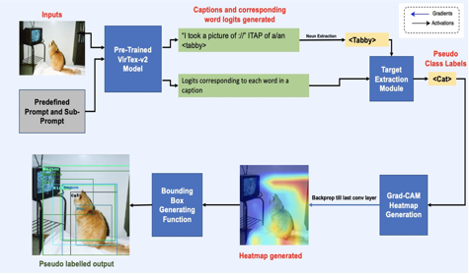 Inputs
Captions and corresponding
word logits generated
Gradients
Activations
Pre-Trained
VirTex-v2
Model
"I took a picture of ://" ITAP of a/an
<tabby>
Noun Extraction
<Tabby>
Pseudo
Class Labels
Predefined
Prompt and Sub-
Prompt
Logits corresponding to each word in a
caption
Target
Extraction
Module
<Cat>
Bounding
Box
Generating
Function
Backprop till last conv layer
Grad-CAM
Heatmap
Generation
Pseudo labelled output
Heatmap generated